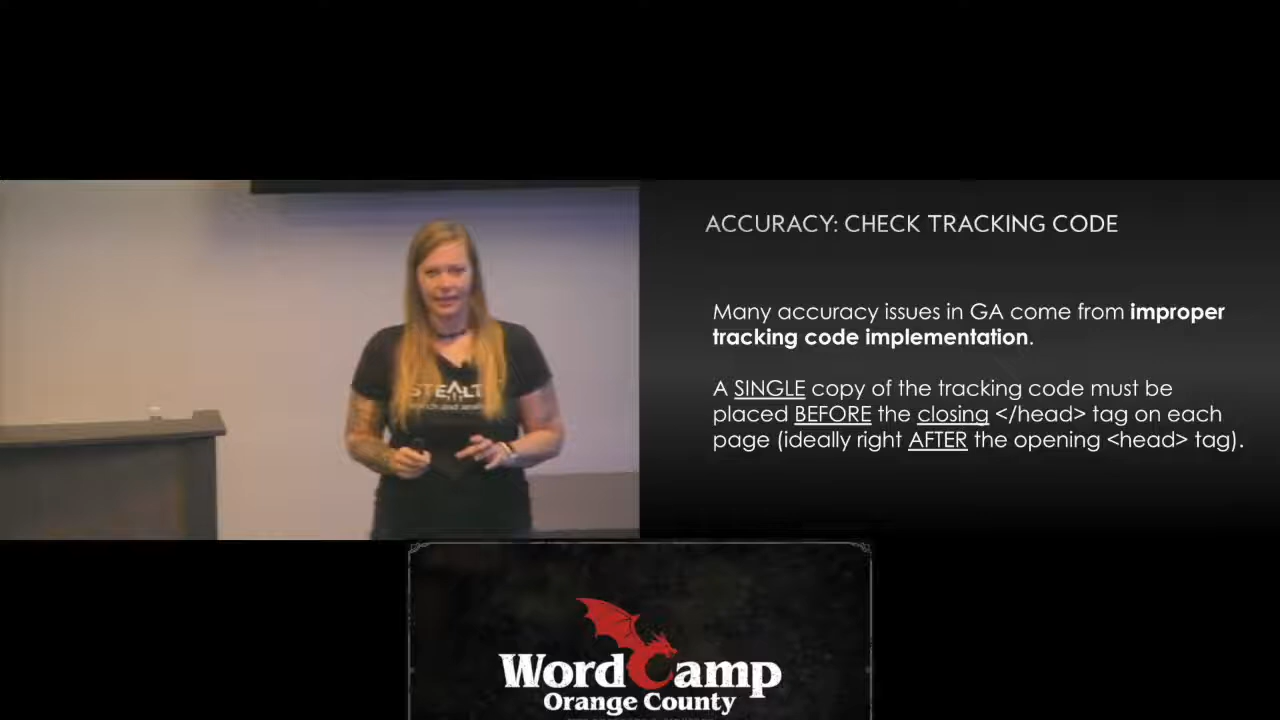 ACCURACY: CHECK TRACKING CODE
Many accuracy issues in GA come from improper
tracking code implementation.
A SINGLE copy of the tracking code must be
placed BEFORE the closing </head> tag on each
page (ideally right AFTER the opening <head> tag).
STEALT
WordCamp
Orange County